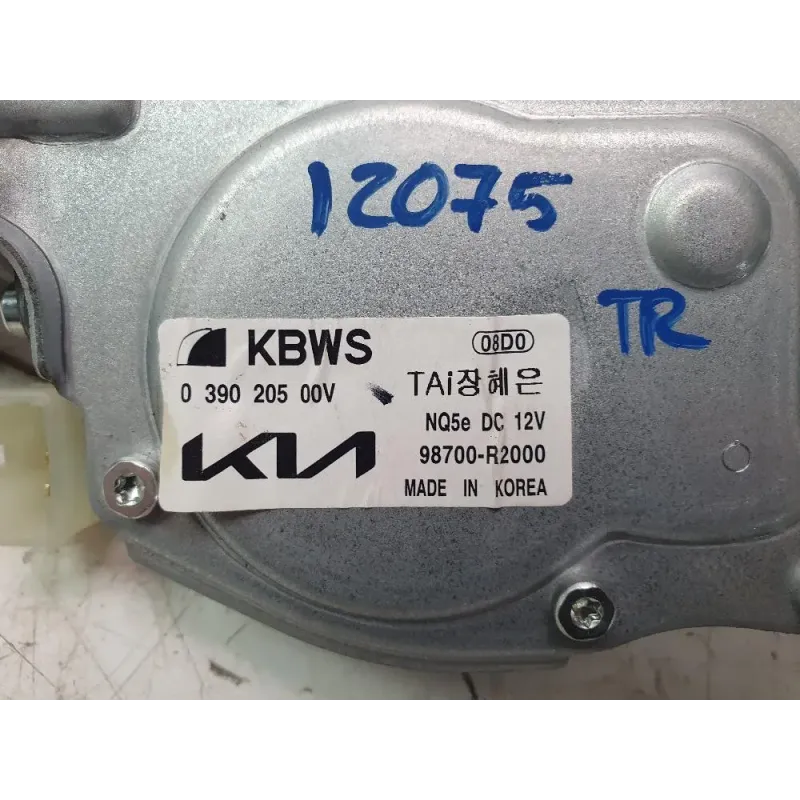 12075
TR
KBWS 08D0
0 390 205 00V TAi장혜은
NQ5e DC 12V
KIA 98700-R2000
MADE IN KOREA